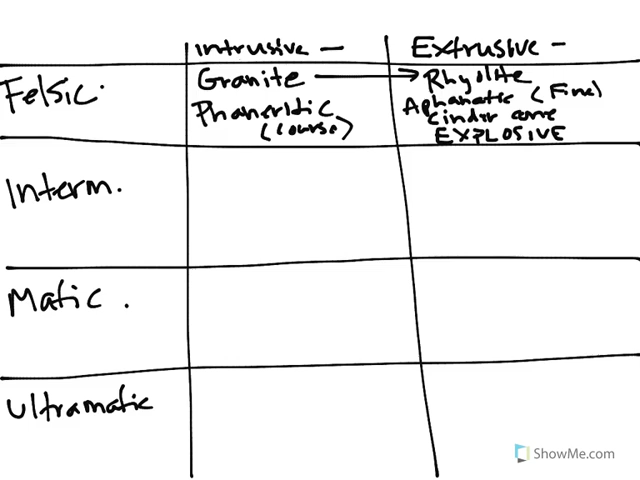 Intrusive — Extrusive –
Felsic. Granite → Rhyolite
Phaneritic Aphanatic (Fine)
(course) Cinder cone
EXPLOSIVE
Interm.
Mafic .
Ultramafic
ShowMe.com